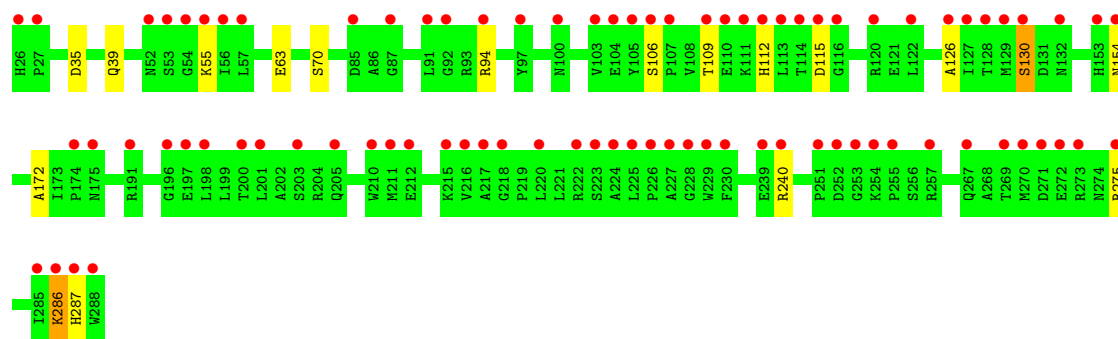 H26 P27 D35 Q39 N52 S53 G54 K55 I56 L57 E63 S70 D85 A86 G87 L91 G92 R93 R94 Y97 N100 V103 E104 Y105 S106 P107 V108 T109 E110 K111 H112 L113 T114 D115 G116 R120 E121 L122 A126 I127 T128 M129 S130 D131 N132 H153 N154
A172 I173 P174 N175 R191 G196 E197 L198 L199 T200 L201 A202 S203 R204 Q205 W210 M211 E212 K215 V216 A217 G218 P219 L220 L221 R222 S223 A224 L225 P226 A227 G228 W229 F230 E239 R240 P251 D252 G253 K254 P255 S256 R257 Q267 A268 T269 M270 D271 E272 R273 N274
I285 K286 H287 W288